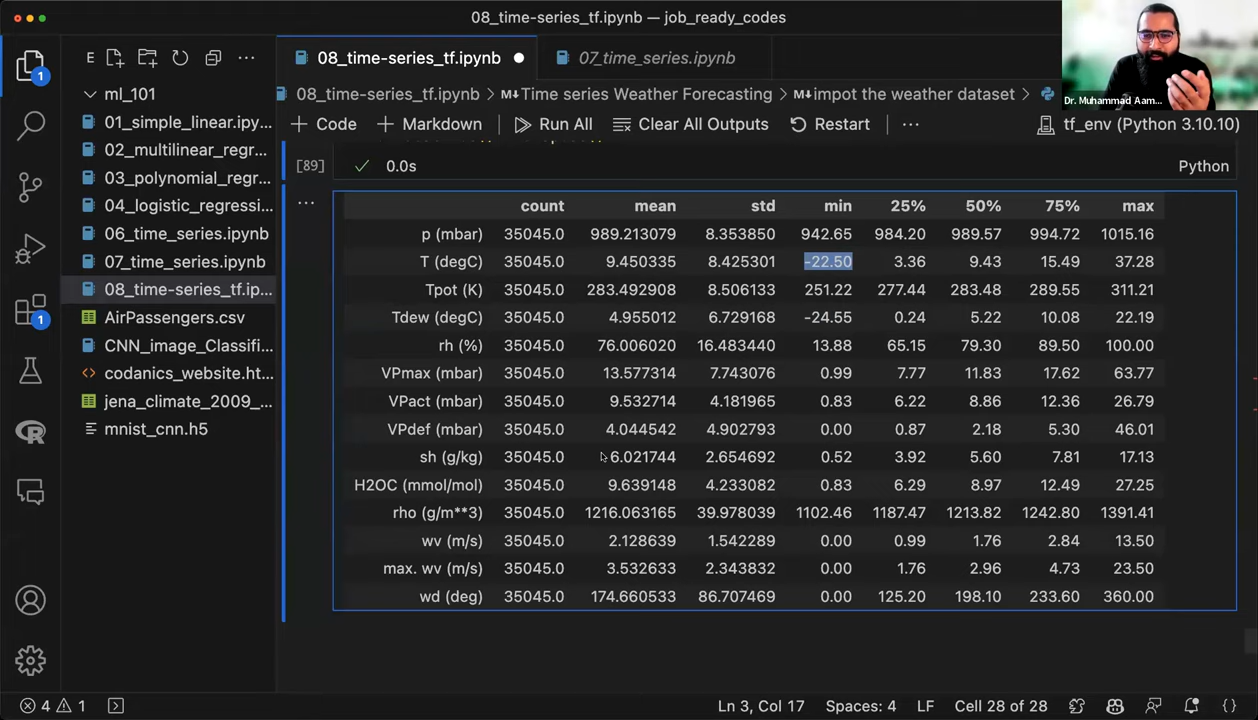 08_time-series_tf.ipynb — job_ready_codes
E
08_time-series_tf.ipynb
07_time_series.ipynb
08_time-series_tf.ipynb > M↓Time series Weather Forecasting > M↓impot the weather dataset >
+ Code + Markdown Run All Clear All Outputs Restart ...
tf_env (Python 3.10.10)
1
ml_101
01_simple_linear.ipy...
02_multilinear_regr...
03_polynomial_regr...
04_logistic_regressi...
06_time_series.ipynb
07_time_series.ipynb
08_time-series_tf.ip...
AirPassengers.csv
CNN_image_Classifi...
codanics_website.ht...
jena_climate_2009_...
mnist_cnn.h5
1
R
Dr. Muhammad Aam...
[89] 0.0s Python
count mean std min 25% 50% 75% max
p (mbar) 35045.0 989.213079 8.353850 942.65 984.20 989.57 994.72 1015.16
T (degC) 35045.0 9.450335 8.425301 -22.50 3.36 9.43 15.49 37.28
Tpot (K) 35045.0 283.492908 8.506133 251.22 277.44 283.48 289.55 311.21
Tdew (degC) 35045.0 4.955012 6.729168 -24.55 0.24 5.22 10.08 22.19
rh (%) 35045.0 76.006020 16.483440 13.88 65.15 79.30 89.50 100.00
VPmax (mbar) 35045.0 13.577314 7.743076 0.99 7.77 11.83 17.62 63.77
VPact (mbar) 35045.0 9.532714 4.181965 0.83 6.22 8.86 12.36 26.79
VPdef (mbar) 35045.0 4.044542 4.902793 0.00 0.87 2.18 5.30 46.01
sh (g/kg) 35045.0 6.021744 2.654692 0.52 3.92 5.60 7.81 17.13
H2OC (mmol/mol) 35045.0 9.639148 4.233082 0.83 6.29 8.97 12.49 27.25
rho (g/m**3) 35045.0 1216.063165 39.978039 1102.46 1187.47 1213.82 1242.80 1391.41
wv (m/s) 35045.0 2.128639 1.542289 0.00 0.99 1.76 2.84 13.50
max. wv (m/s) 35045.0 3.532633 2.343832 0.00 1.76 2.96 4.73 23.50
wd (deg) 35045.0 174.660533 86.707469 0.00 125.20 198.10 233.60 360.00
4 1
Ln 3, Col 17 Spaces: 4 LF Cell 28 of 28